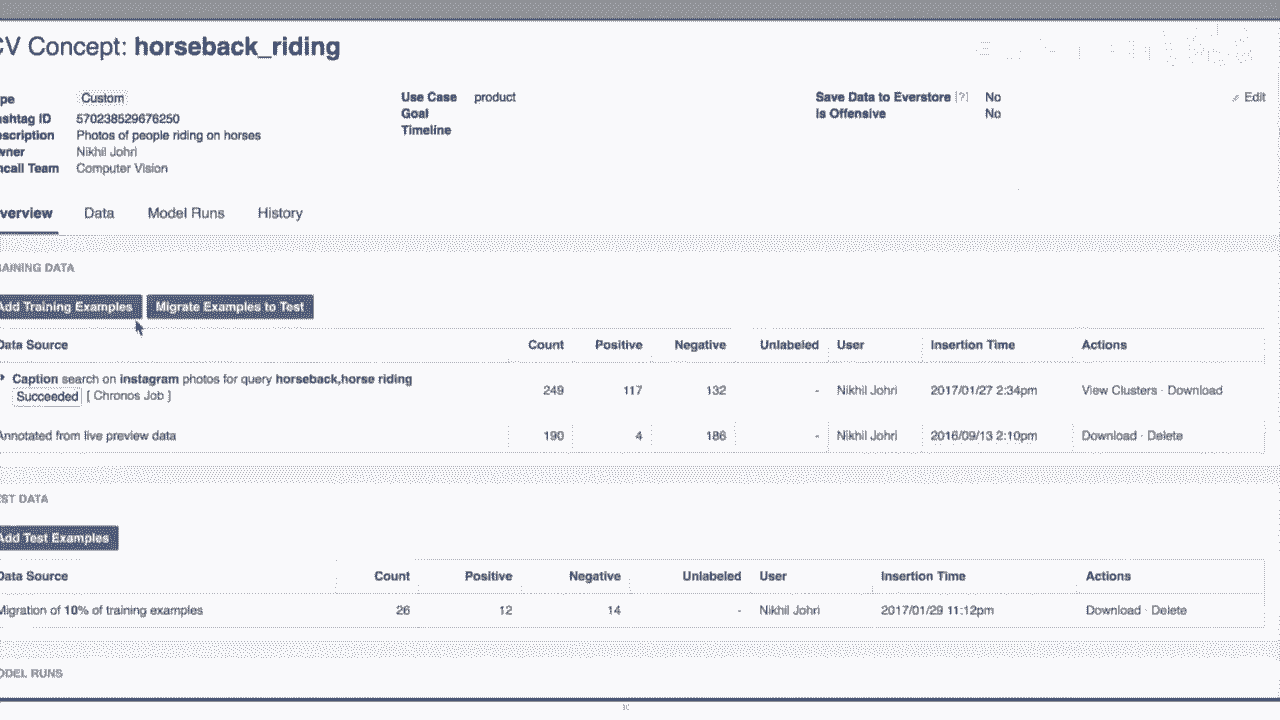 CV Concept: horseback_riding
pe Custom Use Case product Save Data to Everstore [?] No Edit
ashtag ID 570238529676250 Goal Is Offensive No
escription Photos of people riding on horses Timeline
wner Nikhil Johri
ncall Team Computer Vision
verview Data Model Runs History
AINING DATA
Add Training Examples Migrate Examples to Test
Data Source Count Positive Negative Unlabeled User Insertion Time Actions
Caption search on instagram photos for query horseback,horse riding 249 117 132 - Nikhil Johri 2017/01/27 2:34pm View Clusters · Download
Succeeded [ Chronos Job ]
Annotated from live preview data 190 4 186 - Nikhil Johri 2016/09/13 2:10pm Download · Delete
ST DATA
Add Test Examples
Data Source Count Positive Negative Unlabeled User Insertion Time Actions
Migration of 10% of training examples 26 12 14 - Nikhil Johri 2017/01/29 11:12pm Download · Delete
ODEL RUNS